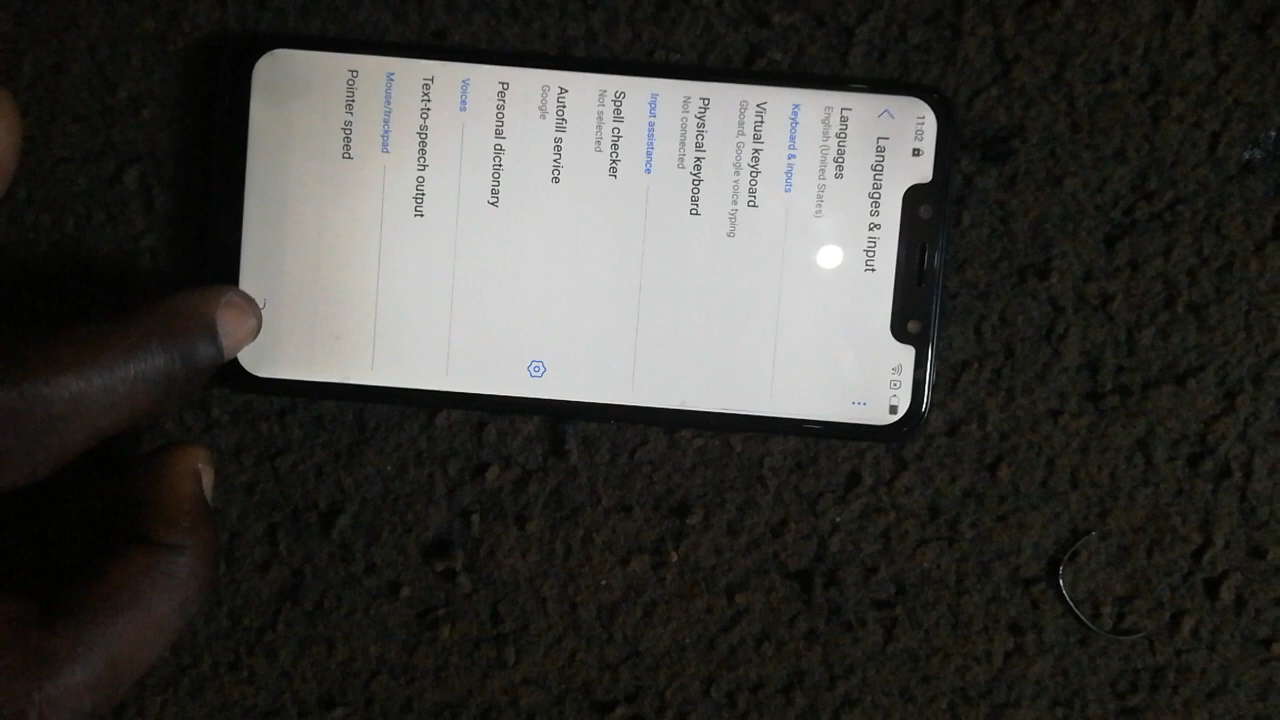 11:02
Languages & input
Languages
English (United States)
Keyboard & inputs
Virtual keyboard
Gboard, Google voice typing
Physical keyboard
Not connected
Input assistance
Spell checker
Not selected
Autofill service
Google
Personal dictionary
Voices
Text-to-speech output
Mouse/trackpad
Pointer speed